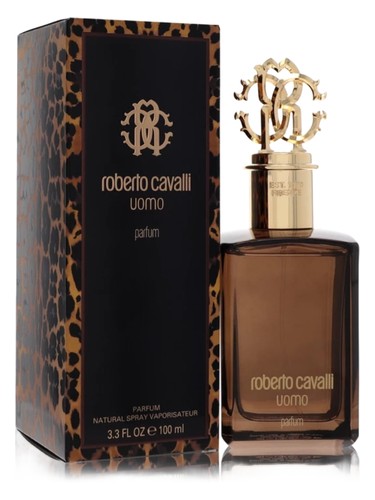 roberto cavalli
uomo
parfum
PARFUM
NATURAL SPRAY VAPORISATEUR
3.3 FL OZ e 100 ml
roberto cavalli
uomo
parfum